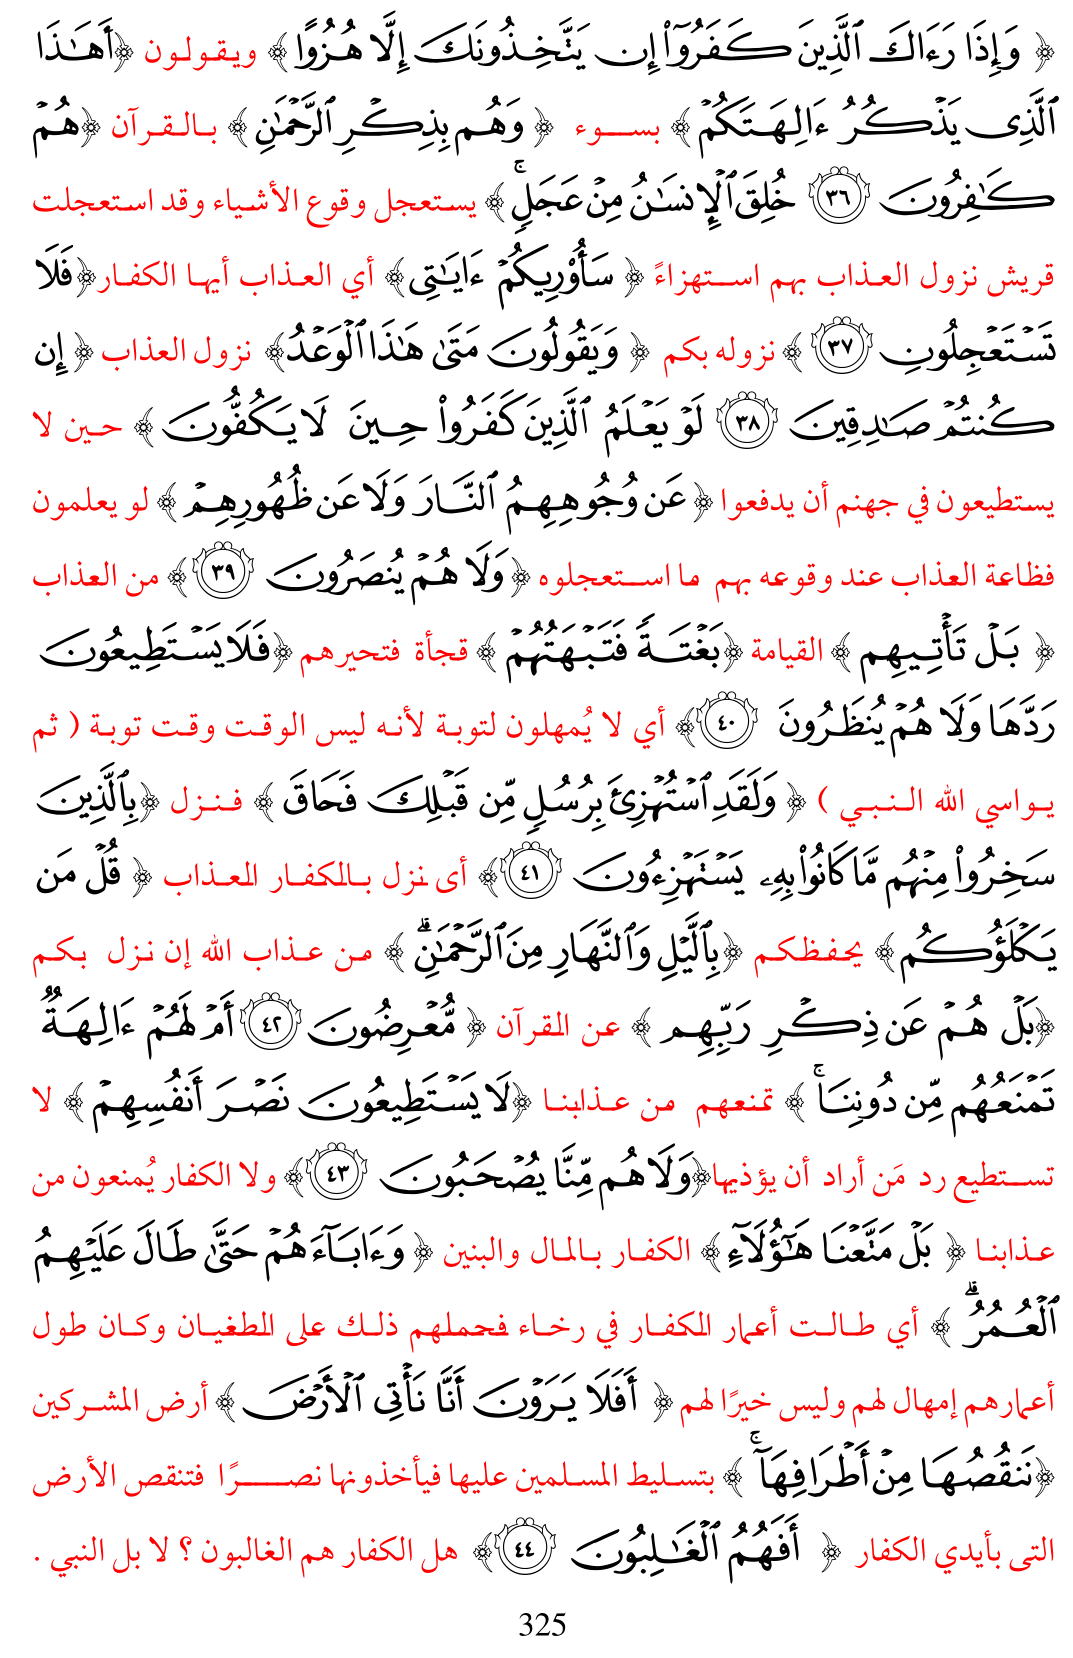 ﴿ وَإِذَا رَءَاكَ ٱلَّذِينَ كَفَرُوٓاْ إِن يَتَّخِذُونَكَ إِلَّا هُزُوًا ﴾ ويقولون ﴿أَهَٰذَا
ٱلَّذِى يَذْكُرُ ءَالِهَتَكُمْ ﴾ بسوء ﴿ وَهُم بِذِكْرِ ٱلرَّحْمَٰنِ ﴾ بالقرآن ﴿هُمْ
كَٰفِرُونَ ٣٦ خُلِقَ ٱلْإِنسَٰنُ مِنْ عَجَلٍۚ ﴾ يستعجل وقوع الأشياء وقد استعجلت
قريش نزول العذاب بهم استهزاءً ﴿ سَأُوْرِيكُمْ ءَايَٰتِى ﴾ أي العذاب أيها الكفار ﴿فَلَا
تَسْتَعْجِلُونِ ٣٧ ﴾ نزوله بكم ﴿ وَيَقُولُونَ مَتَىٰ هَٰذَا ٱلْوَعْدُ﴾ نزول العذاب ﴿ إِن
كُنتُمْ صَٰدِقِينَ ٣٨ لَوْ يَعْلَمُ ٱلَّذِينَ كَفَرُواْ حِينَ لَا يَكُفُّونَ ﴾ حين لا
يستطيعون في جهنم أن يدفعوا ﴿ عَن وُجُوهِهِمُ ٱلنَّارَ وَلَا عَن ظُهُورِهِمْ ﴾ لو يعلمون
فظاعة العذاب عند وقوعه بهم ما استعجلوه ﴿وَلَا هُمْ يُنصَرُونَ ٣٩ ﴾ من العذاب
﴿ بَلْ تَأْتِيهِم ﴾ القيامة ﴿بَغْتَةً فَتَبْهَتُهُمْ ﴾ فجأة فتحيرهم ﴿فَلَا يَسْتَطِيعُونَ
رَدَّهَا وَلَا هُمْ يُنظَرُونَ ٤٠ ﴾ أي لا يُمهلون لتوبة لأنه ليس الوقت وقت توبة ( ثم
يواسي الله النبي ) ﴿ وَلَقَدِ ٱسْتُهْزِئَ بِرُسُلٍ مِّن قَبْلِكَ فَحَاقَ ﴾ فنزل ﴿بِٱلَّذِينَ
سَخِرُواْ مِنْهُم مَّا كَانُواْ بِهِۦ يَسْتَهْزِءُونَ ٤١ ﴾ أى نزل بالكفار العذاب ﴿ قُلْ مَن
يَكْلَؤُكُم ﴾ يحفظكم ﴿بِٱلَّيْلِ وَٱلنَّهَارِ مِنَ ٱلرَّحْمَٰنِۗ ﴾ من عذاب الله إن نزل بكم
﴿بَلْ هُمْ عَن ذِكْرِ رَبِّهِم ﴾ عن القرآن ﴿ مُّعْرِضُونَ ٤٢ أَمْ لَهُمْ ءَالِهَةٌ
تَمْنَعُهُم مِّن دُونِنَاۚ ﴾ تمنعهم من عذابنا ﴿لَا يَسْتَطِيعُونَ نَصْرَ أَنفُسِهِمْ ﴾ لا
تستطيع رد مَن أراد أن يؤذيها ﴿وَلَا هُم مِّنَّا يُصْحَبُونَ ٤٣ ﴾ ولا الكفار يُمنعون من
عذابنا ﴿ بَلْ مَتَّعْنَا هَٰٓؤُلَآءِ ﴾ الكفار بالمال والبنين ﴿ وَءَابَآءَهُمْ حَتَّىٰ طَالَ عَلَيْهِمُ
ٱلْعُمُرُۗ ﴾ أي طالت أعمار الكفار في رخاء فحملهم ذلك على الطغيان وكان طول
أعمارهم إمهال لهم وليس خيرًا لهم ﴿ أَفَلَا يَرَوْنَ أَنَّا نَأْتِى ٱلْأَرْضَ ﴾ أرض المشركين
﴿نَنقُصُهَا مِنْ أَطْرَافِهَآۚ ﴾ بتسليط المسلمين عليها فيأخذونها نصرًا فتنقص الأرض
التى بأيدي الكفار ﴿ أَفَهُمُ ٱلْغَٰلِبُونَ ٤٤ ﴾ هل الكفار هم الغالبون ؟ لا بل النبي .
325